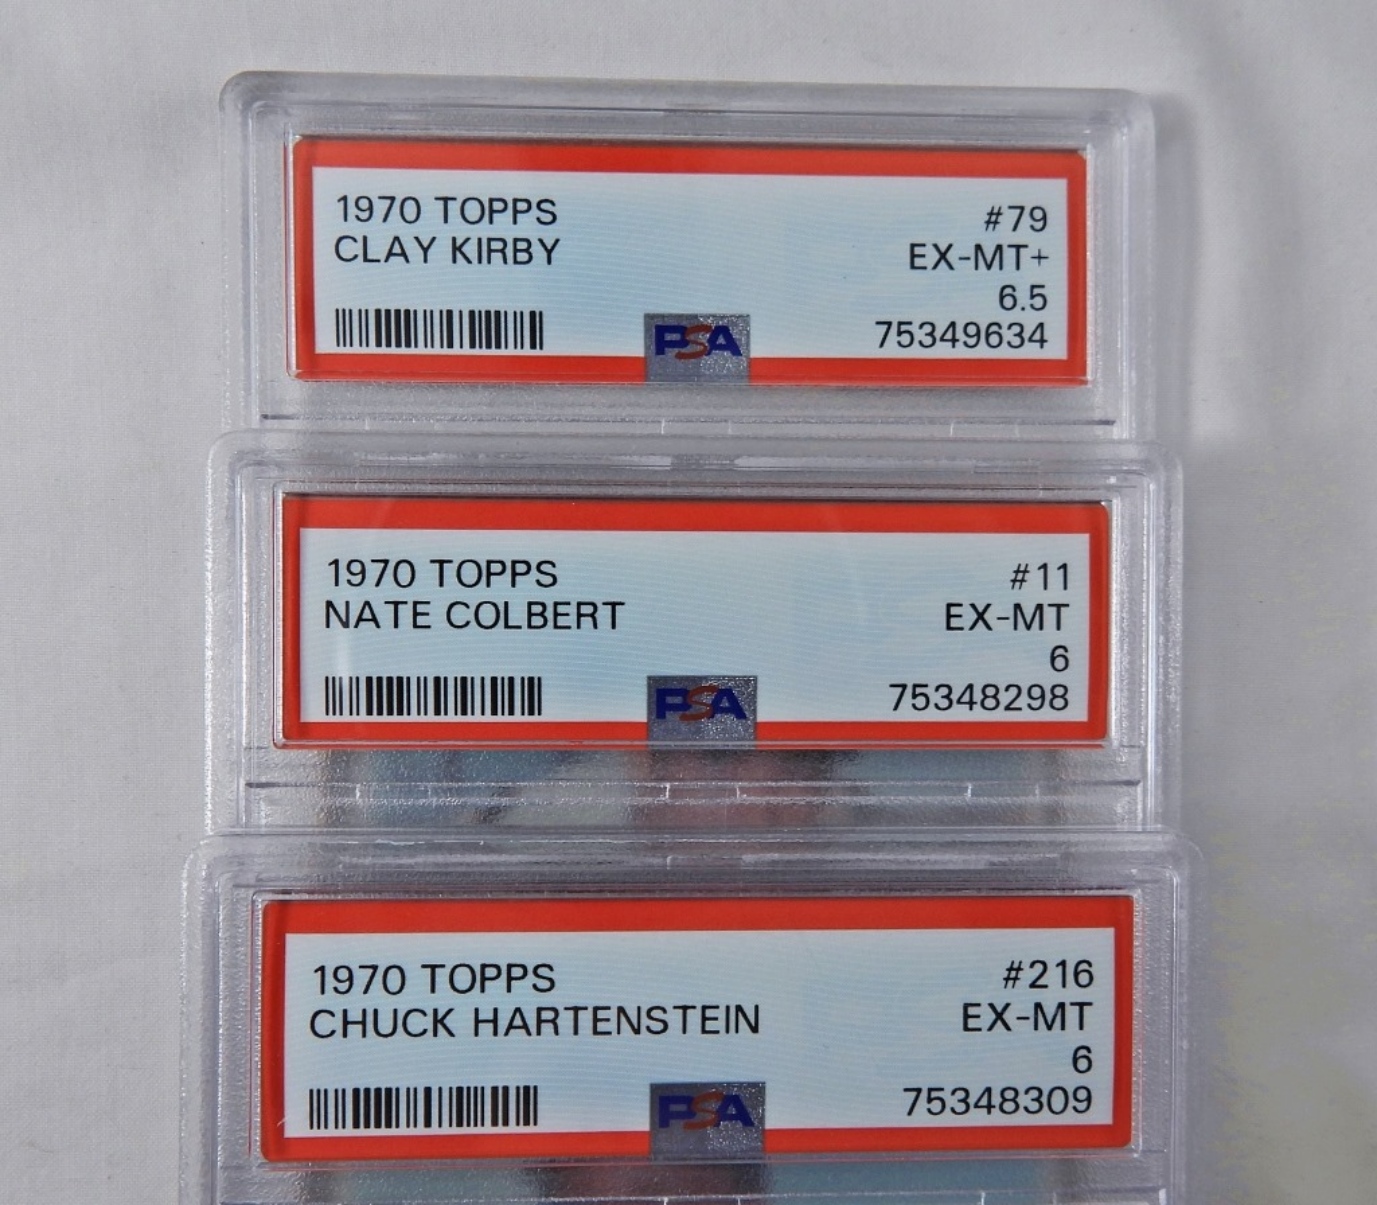 1970 TOPPS #79
CLAY KIRBY EX-MT+
6.5
PSA 75349634
1970 TOPPS #11
NATE COLBERT EX-MT
6
PSA 75348298
1970 TOPPS #216
CHUCK HARTENSTEIN EX-MT
6
PSA 75348309